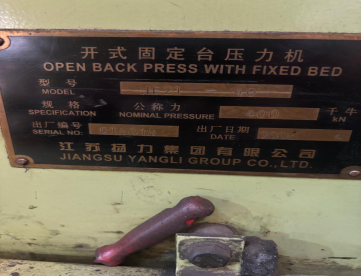 开式固定台压力机
OPEN BACK PRESS WITH FIXED BED
型号
MODEL
规格 公称力 千牛
SPECIFICATION NOMINAL PRESSURE kN
出厂编号 出厂日期
SERIAL NO: DATE
江苏扬力集团有限公司
JIANGSU YANGLI GROUP CO.,LTD.